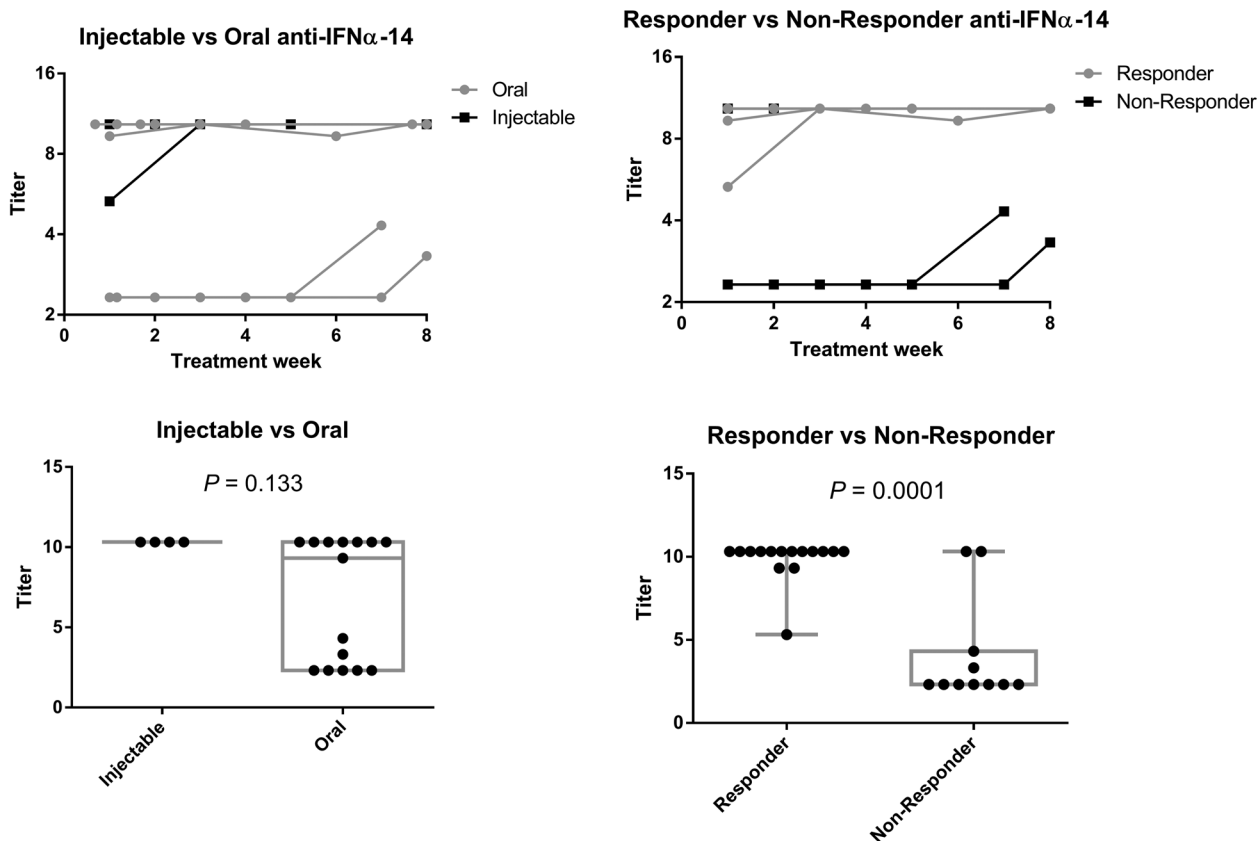 Injectable vs Oral anti-IFNα-14
16
8
4
2
Titer
0 2 4 6 8
Treatment week
Oral
Injectable
Responder vs Non-Responder anti-IFNα-14
16
8
4
2
Titer
0 2 4 6 8
Treatment week
Responder
Non-Responder
Injectable vs Oral
P = 0.133
15
10
5
0
Titer
Injectable
Oral
Responder vs Non-Responder
P = 0.0001
15
10
5
0
Titer
Responder
Non-Responder